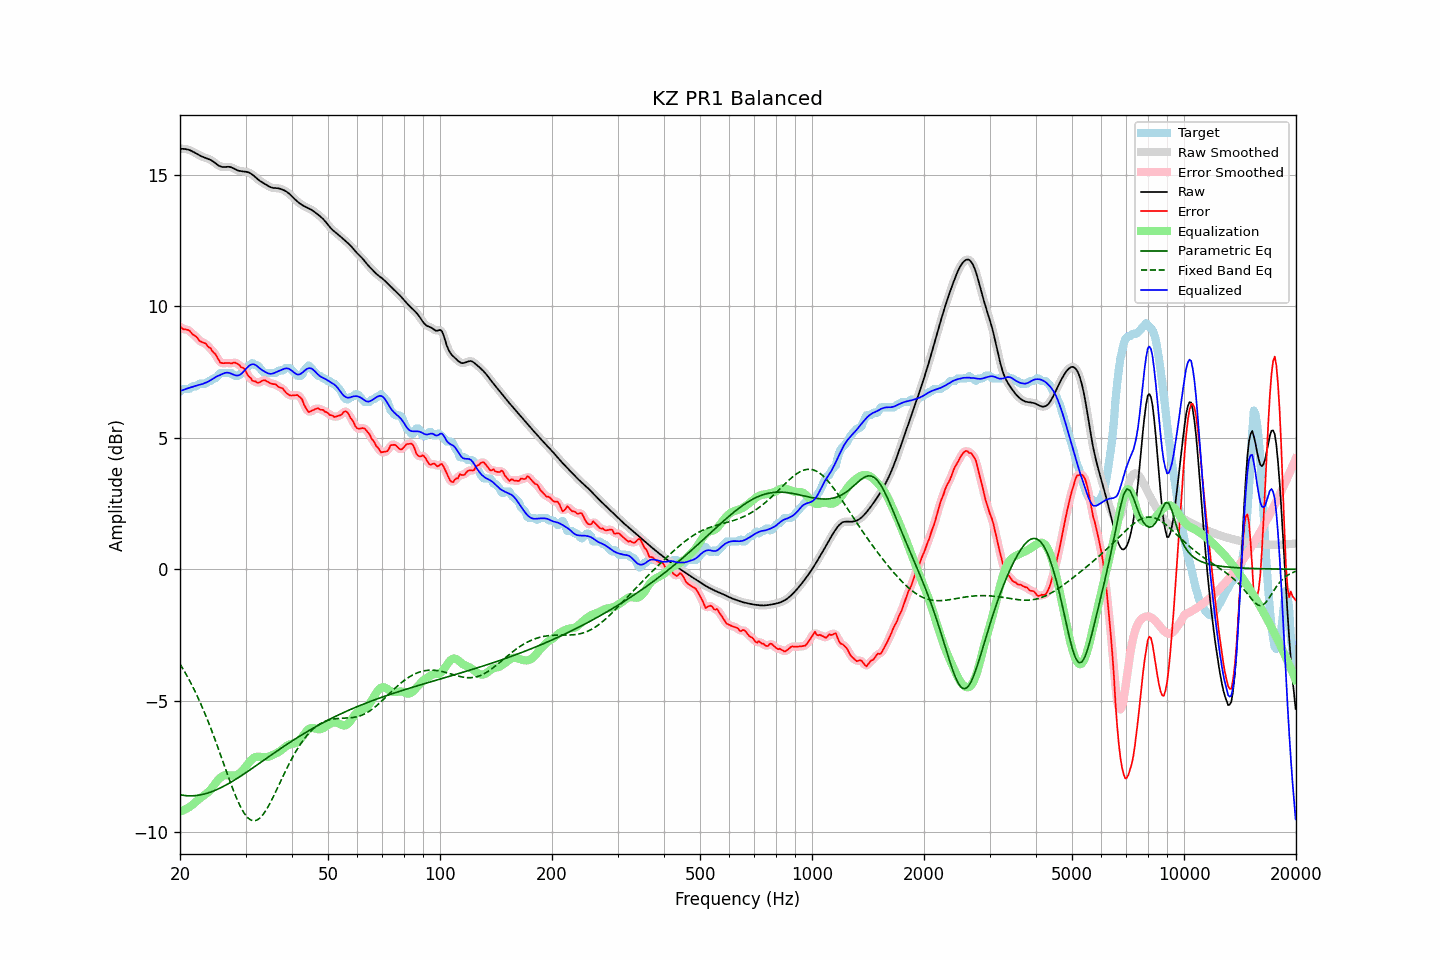 KZ PR1 Balanced
Target
Raw Smoothed
Error Smoothed
Raw
Error
Equalization
Parametric Eq
Fixed Band Eq
Equalized
Amplitude (dBr)
15
10
5
0
−5
−10
20 50 100 200 500 1000 2000 5000 10000 20000
Frequency (Hz)